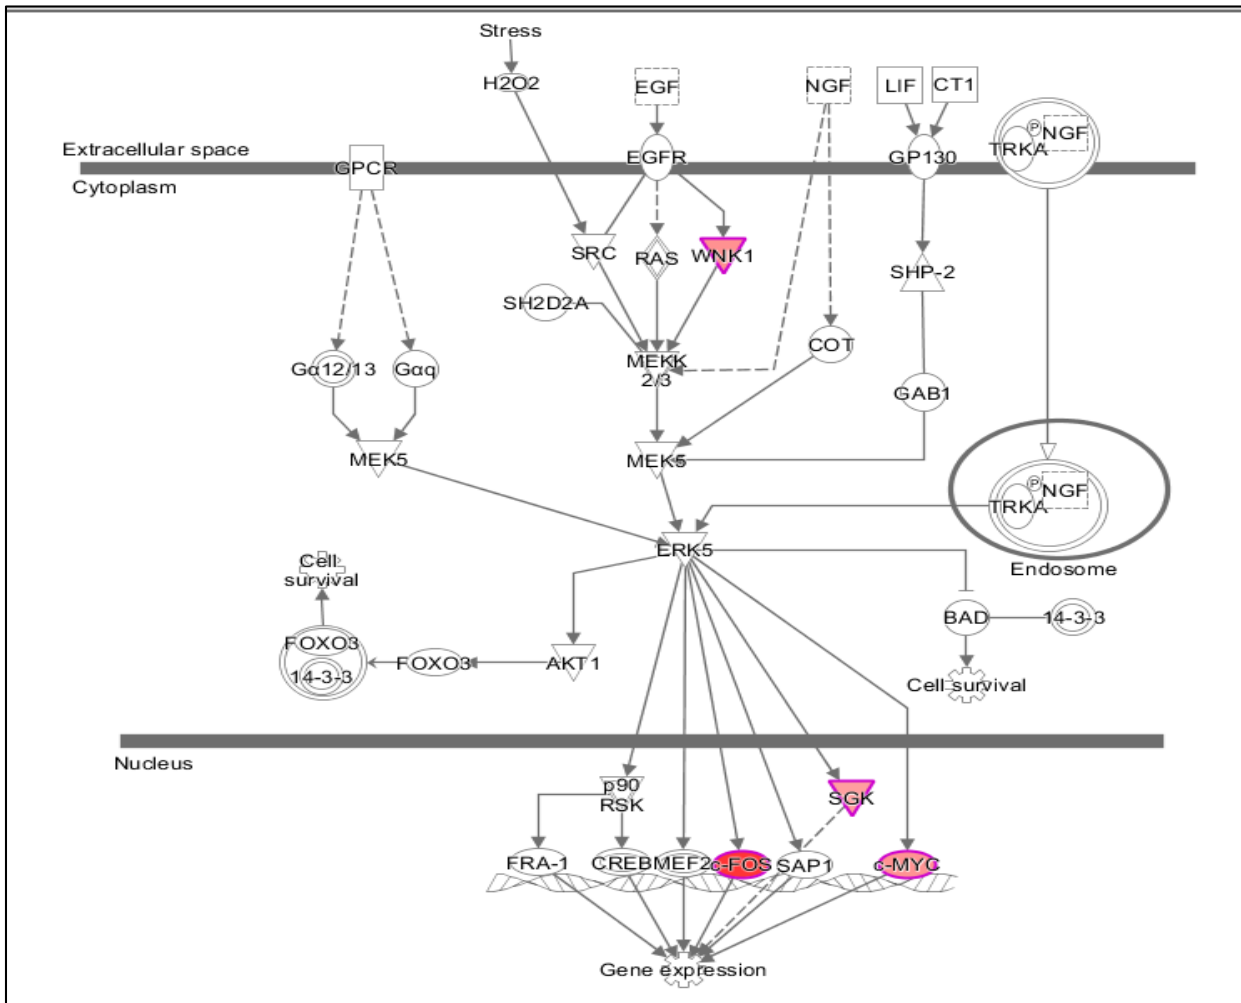 Stress
H2O2
EGF
NGF
LIF
CT1
P
NGF
TRKA
Extracellular space
GPCR
EGFR
GP130
Cytoplasm
SRC
RAS
WNK1
SHP-2
SH2D2A
COT
MEKK
2/3
Gα12/13
Gαq
GAB1
MEK5
MEK5
P
NGF
TRKA
ERK5
Endosome
Cell
survival
BAD
14-3-3
FOXO3
14-3-3
FOXO3
AKT1
Cell survival
Nucleus
p90
RSK
SGK
FRA-1
CREB
MEF2
c-FOS
SAP1
c-MYC
Gene expression